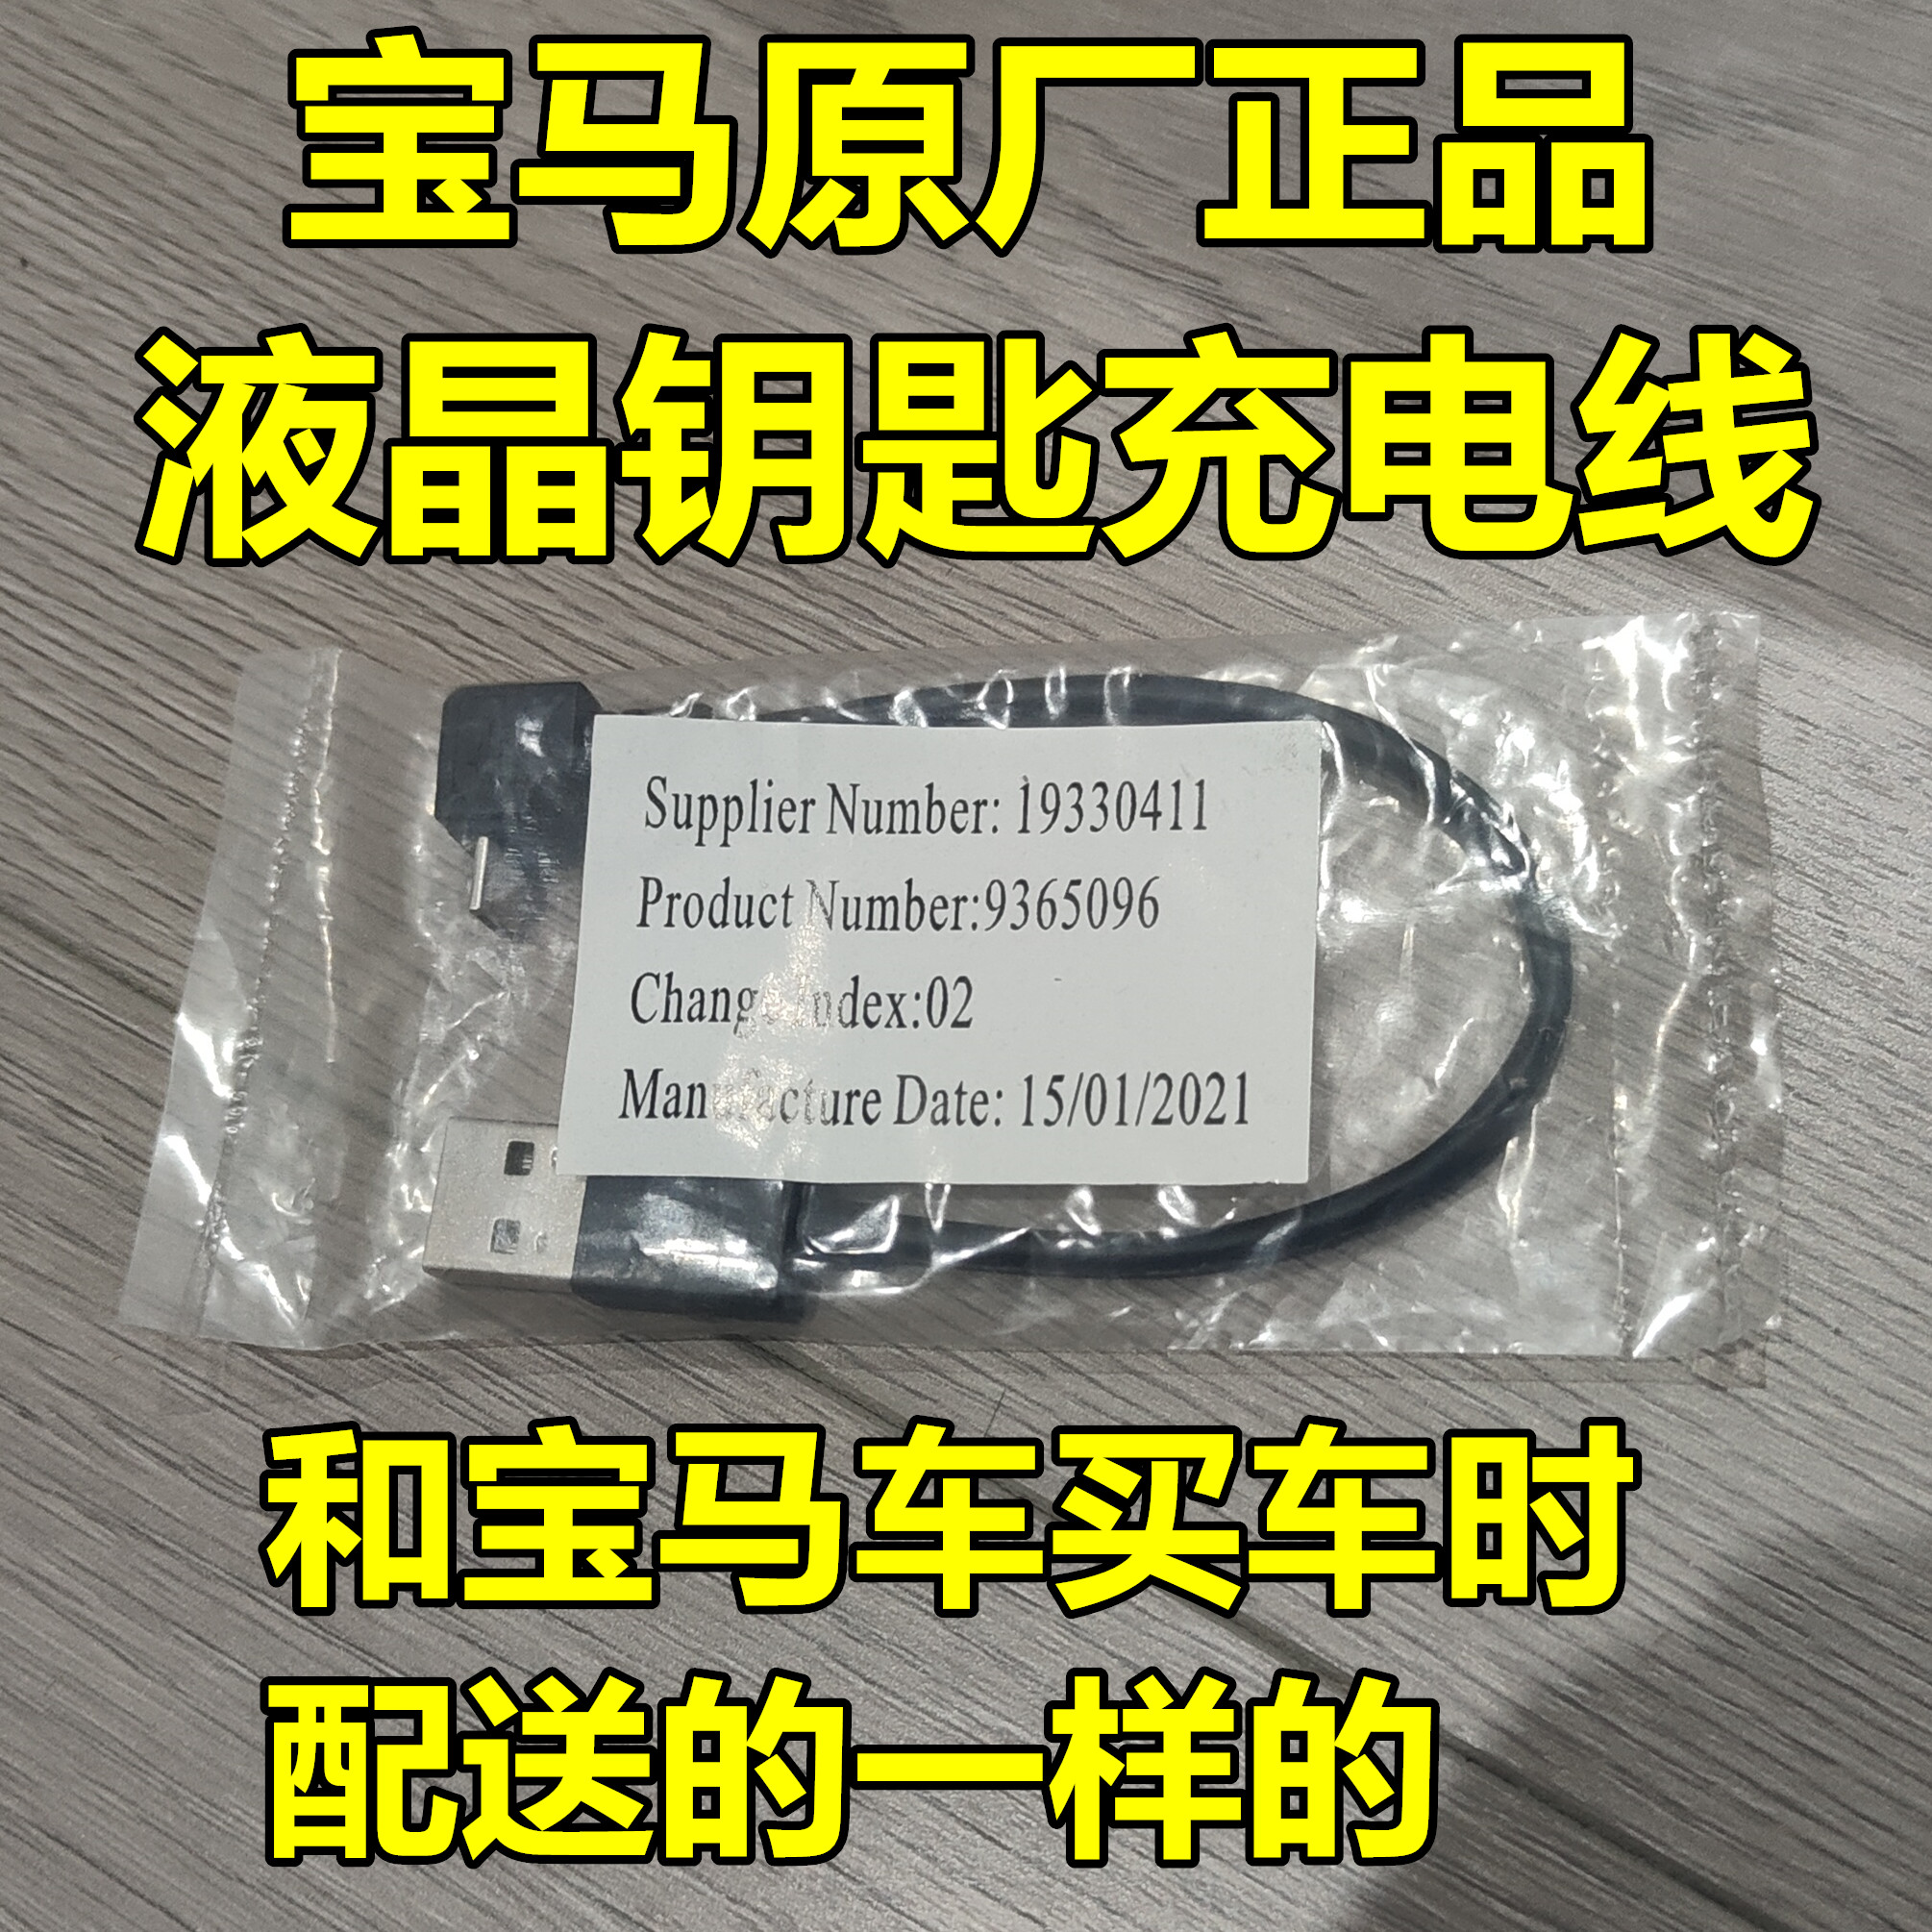 宝马原厂正品
液晶钥匙充电线
Supplier Number: 19330411
Product Number:9365096
Change Index:02
Manufacture Date: 15/01/2021
和宝马车买车时
配送的一样的